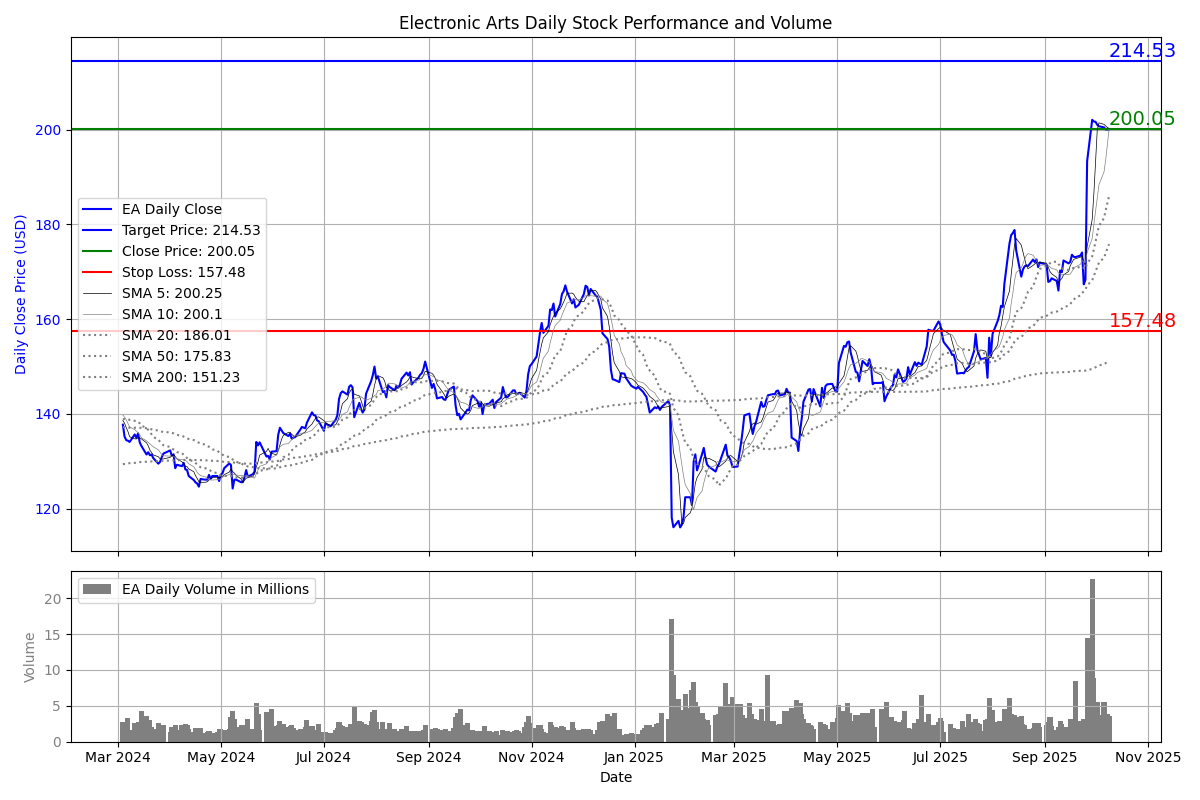 Electronic Arts Daily Stock Performance and Volume
214.53
200.05
157.48
Daily Close Price (USD)
200
180
160
140
120
EA Daily Close
Target Price: 214.53
Close Price: 200.05
Stop Loss: 157.48
SMA 5: 200.25
SMA 10: 200.1
SMA 20: 186.01
SMA 50: 175.83
SMA 200: 151.23
EA Daily Volume in Millions
Volume
20
15
10
5
0
Mar 2024 May 2024 Jul 2024 Sep 2024 Nov 2024 Jan 2025 Mar 2025 May 2025 Jul 2025 Sep 2025 Nov 2025
Date